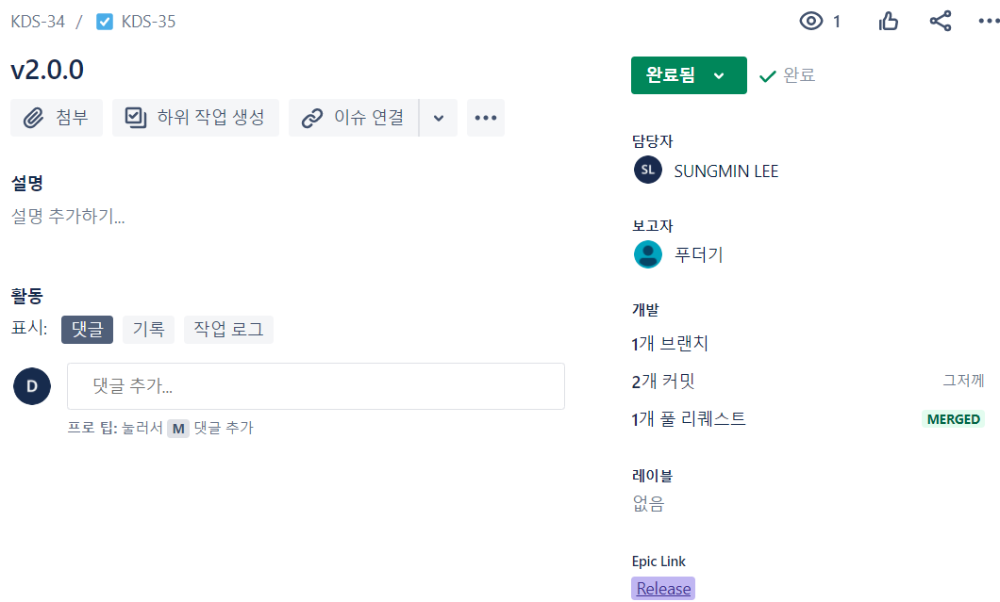 KDS-34 / KDS-35
1
v2.0.0
첨부 하위 작업 생성 이슈 연결
설명
설명 추가하기...
활동
표시: 댓글 기록 작업 로그
D 댓글 추가...
프로 팁: 눌러서 M 댓글 추가
완료됨 완료
담당자
SL SUNGMIN LEE
보고자
푸더기
개발
1개 브랜치
2개 커밋 그저께
1개 풀 리퀘스트 MERGED
레이블
없음
Epic Link
Release